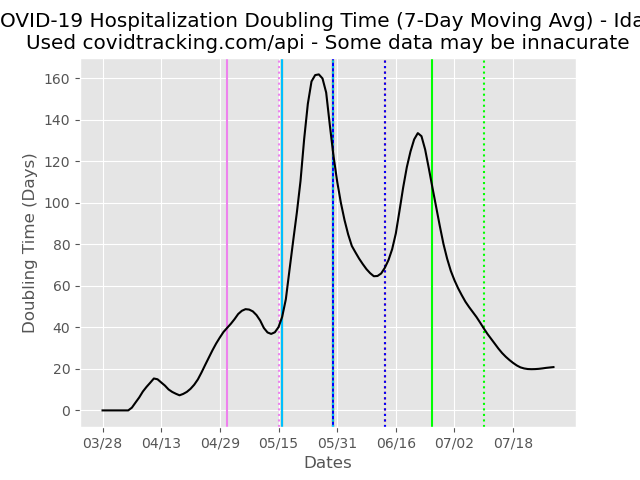 OVID-19 Hospitalization Doubling Time (7-Day Moving Avg) - Ida
Used covidtracking.com/api - Some data may be innacurate
160
140
120
100
80
60
40
20
0
Doubling Time (Days)
03/28 04/13 04/29 05/15 05/31 06/16 07/02 07/18
Dates